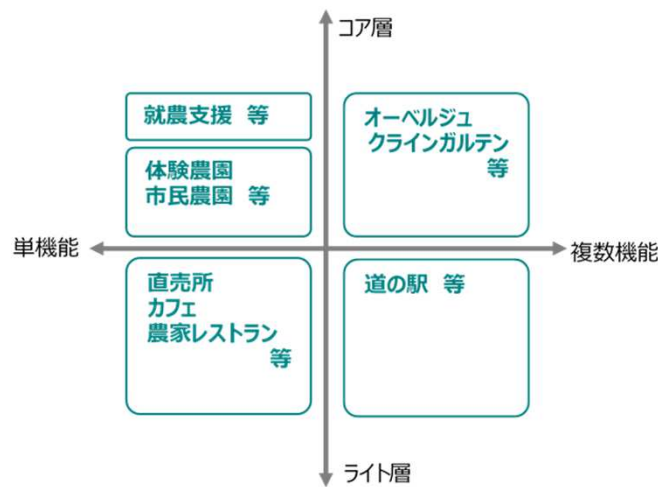 コア層
就農支援 等
オーベルジュ
クラインガルテン
等
体験農園
市民農園 等
単機能
複数機能
直売所
カフェ
農家レストラン
等
道の駅 等
ライト層